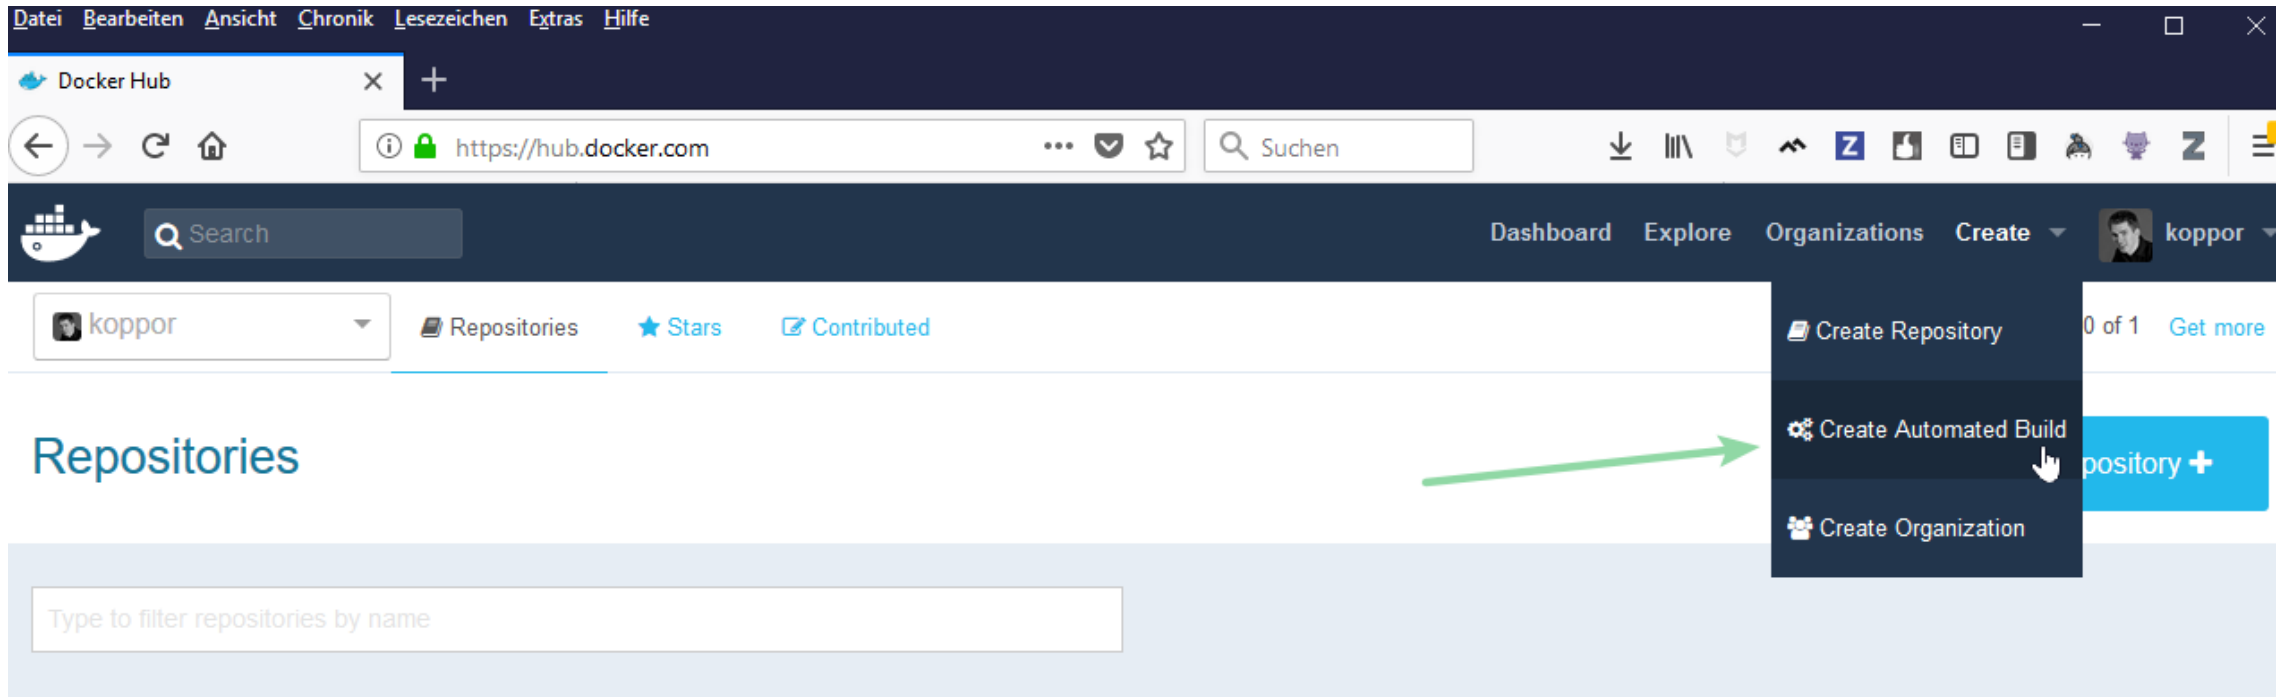 Datei Bearbeiten Ansicht Chronik Lesezeichen Extras Hilfe
Docker Hub
https://hub.docker.com
Suchen
Search
Dashboard Explore Organizations Create koppor
koppor Repositories Stars Contributed
Create Repository
0 of 1 Get more
Repositories
Create Automated Build
pository
Create Organization
Type to filter repositories by name